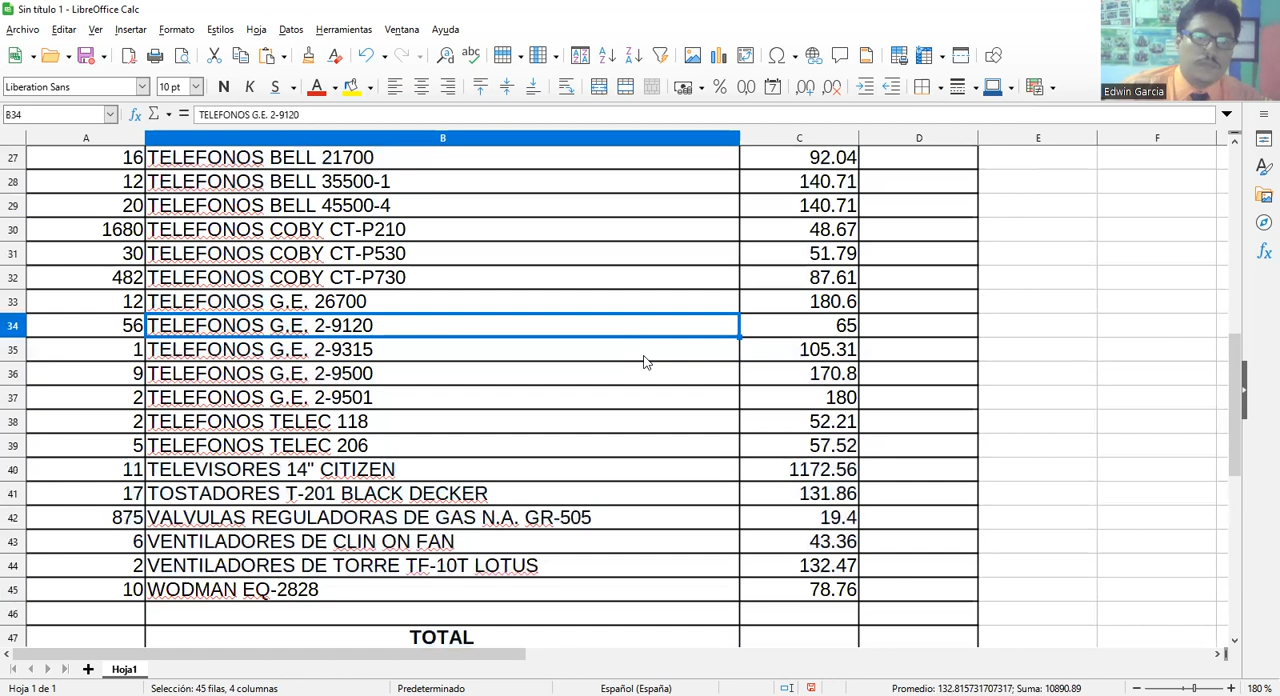 Sin título 1 - LibreOffice Calc
Archivo Editar Ver Insertar Formato Estilos Hoja Datos Herramientas Ventana Ayuda
Liberation Sans 10 pt
Edwin Garcia
B34 TELEFONOS G.E. 2-9120
A B C D E F
27 16 TELEFONOS BELL 21700 92.04
28 12 TELEFONOS BELL 35500-1 140.71
29 20 TELEFONOS BELL 45500-4 140.71
30 1680 TELEFONOS COBY CT-P210 48.67
31 30 TELEFONOS COBY CT-P530 51.79
32 482 TELEFONOS COBY CT-P730 87.61
33 12 TELEFONOS G.E. 26700 180.6
34 56 TELEFONOS G.E. 2-9120 65
35 1 TELEFONOS G.E. 2-9315 105.31
36 9 TELEFONOS G.E. 2-9500 170.8
37 2 TELEFONOS G.E. 2-9501 180
38 2 TELEFONOS TELEC 118 52.21
39 5 TELEFONOS TELEC 206 57.52
40 11 TELEVISORES 14" CITIZEN 1172.56
41 17 TOSTADORES T-201 BLACK DECKER 131.86
42 875 VALVULAS REGULADORAS DE GAS N.A. GR-505 19.4
43 6 VENTILADORES DE CLIN ON FAN 43.36
44 2 VENTILADORES DE TORRE TF-10T LOTUS 132.47
45 10 WODMAN EQ-2828 78.76
46
47 TOTAL
Hoja1
Hoja 1 de 1 Selección: 45 filas, 4 columnas Predeterminado Español (España) Promedio: 132.815731707317; Suma: 10890.89 180 %